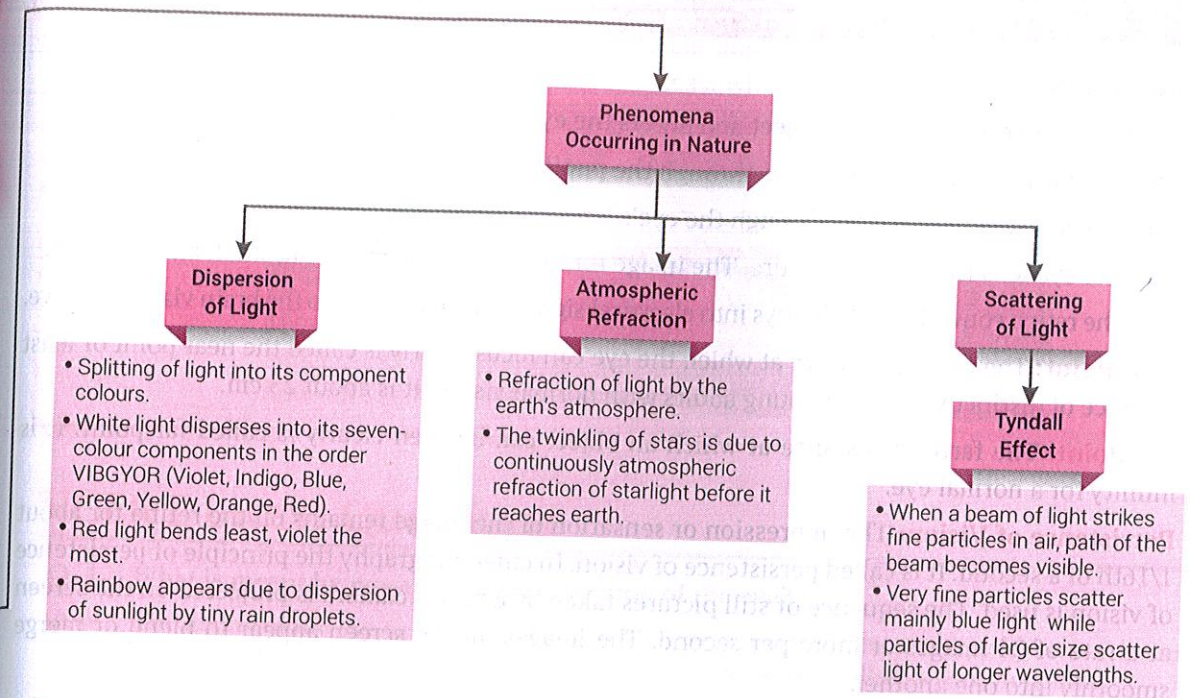 Phenomena
Occurring in Nature
Dispersion
of Light
• Splitting of light into its component
colours.
• White light disperses into its seven-
colour components in the order
VIBGYOR (Violet, Indigo, Blue,
Green, Yellow, Orange, Red).
• Red light bends least, violet the
most.
• Rainbow appears due to dispersion
of sunlight by tiny rain droplets.
Atmospheric
Refraction
• Refraction of light by the
earth's atmosphere.
• The twinkling of stars is due to
continuously atmospheric
refraction of starlight before it
reaches earth.
Scattering
of Light
Tyndall
Effect
• When a beam of light strikes
fine particles in air, path of the
beam becomes visible.
• Very fine particles scatter
mainly blue light while
particles of larger size scatter
light of longer wavelengths.